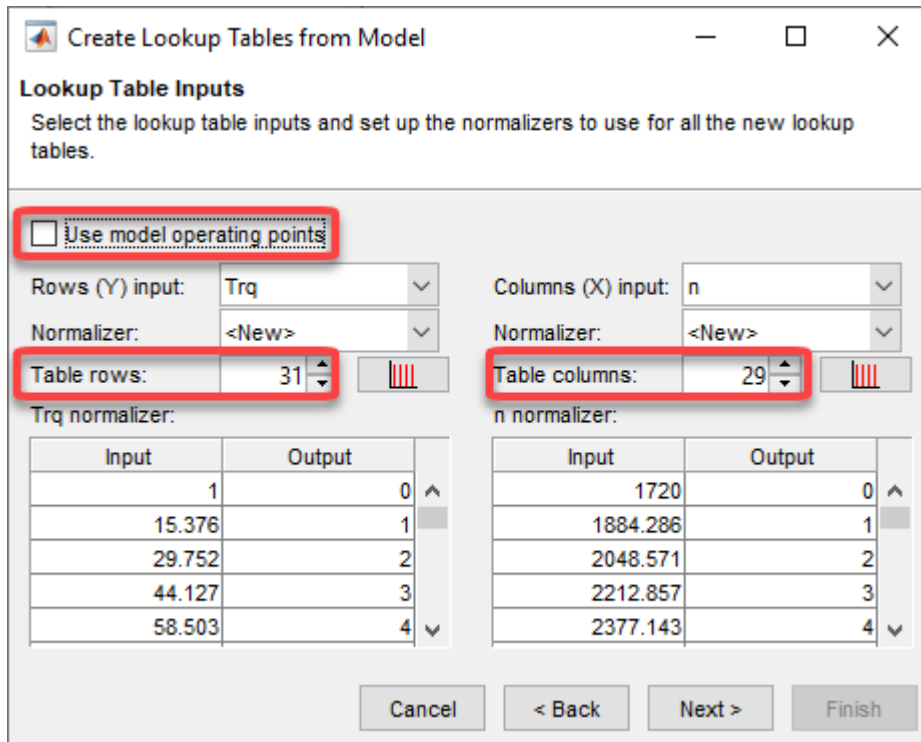 Create Lookup Tables from Model
Lookup Table Inputs
Select the lookup table inputs and set up the normalizers to use for all the new lookup
tables.
Use model operating points
Rows (Y) input: Trq Columns (X) input: n
Normalizer: <New> Normalizer: <New>
Table rows: 31 Table columns: 29
Trq normalizer: n normalizer:
Input Output Input Output
1 0 1720 0
15.376 1 1884.286 1
29.752 2 2048.571 2
44.127 3 2212.857 3
58.503 4 2377.143 4
Cancel < Back Next > Finish